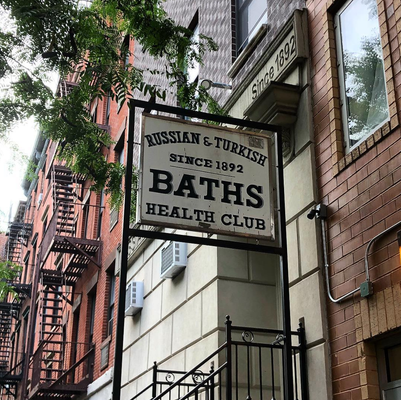 RUSSIAN & TURKISH
SINCE 1892
BATHS
HEALTH CLUB
Since 1892